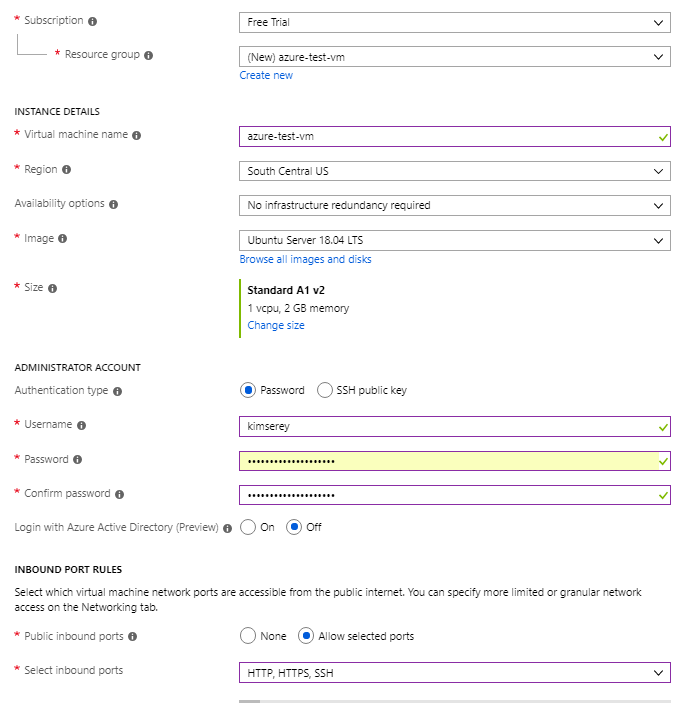 * Subscription Free Trial
* Resource group (New) azure-test-vm
Create new
INSTANCE DETAILS
* Virtual machine name azure-test-vm
* Region South Central US
Availability options No infrastructure redundancy required
* Image Ubuntu Server 18.04 LTS
Browse all images and disks
* Size Standard A1 v2
1 vcpu, 2 GB memory
Change size
ADMINISTRATOR ACCOUNT
Authentication type Password SSH public key
* Username kimserey
* Password ••••••••••••••••••••
* Confirm password ••••••••••••••••••••
Login with Azure Active Directory (Preview) On Off
INBOUND PORT RULES
Select which virtual machine network ports are accessible from the public internet. You can specify more limited or granular network
access on the Networking tab.
* Public inbound ports None Allow selected ports
* Select inbound ports HTTP, HTTPS, SSH